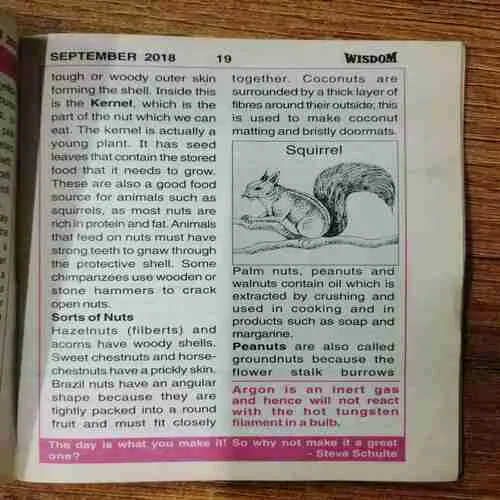 SEPTEMBER 2018 19 WISDOM
tough or woody outer skin
forming the shell. Inside this
is the Kernel, which is the
part of the nut which we can
eat. The kernel is actually a
young plant. It has seed
leaves that contain the stored
food that it needs to grow.
These are also a good food
source for animals such as
squirrels, as most nuts are
rich in protein and fat. Animals
that feed on nuts must have
strong teeth to gnaw through
the protective shell. Some
chimpanzees use wooden or
stone hammers to crack
open nuts.
Sorts of Nuts
Hazelnuts (filberts) and
acorns have woody shells.
Sweet chestnuts and horse-
chestnuts have a prickly skin.
Brazil nuts have an angular
shape because they are
tightly packed into a round
fruit and must fit closely
together. Coconuts are
surrounded by a thick layer of
fibres around their outside; this
is used to make coconut
matting and bristly doormats.
Squirrel
Palm nuts, peanuts and
walnuts contain oil which is
extracted by crushing and
used in cooking and in
products such as soap and
margarine.
Peanuts are also called
groundnuts because the
flower stalk burrows
Argon is an inert gas
and hence will not react
with the hot tungsten
filament in a bulb.
The day is what you make it! So why not make it a great
one? - Steve Schulte